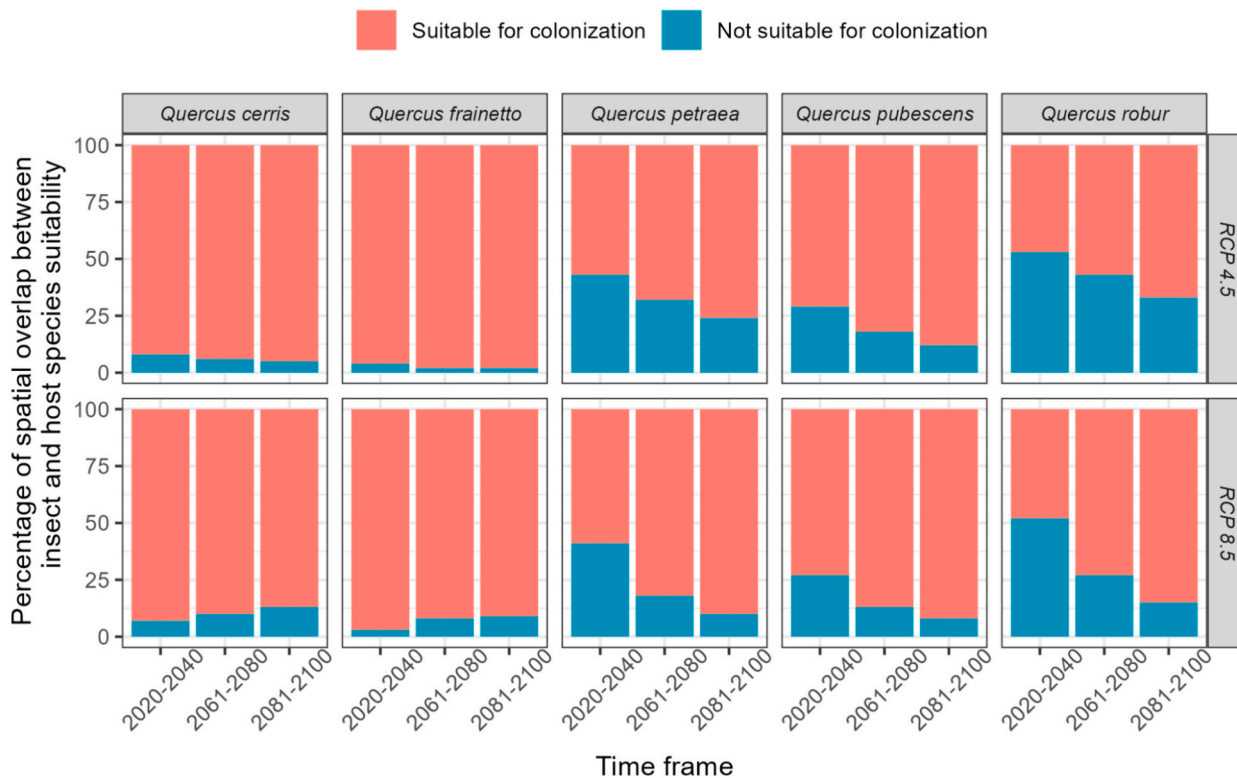 Suitable for colonization
Not suitable for colonization
Quercus cerris
Quercus frainetto
Quercus petraea
Quercus pubescens
Quercus robur
Percentage of spatial overlap between
insect and host species suitability
100
75
50
25
0
RCP 4.5
100
75
50
25
0
RCP 8.5
2020-2040
2061-2080
2081-2100
2020-2040
2061-2080
2081-2100
2020-2040
2061-2080
2081-2100
2020-2040
2061-2080
2081-2100
2020-2040
2061-2080
2081-2100
Time frame